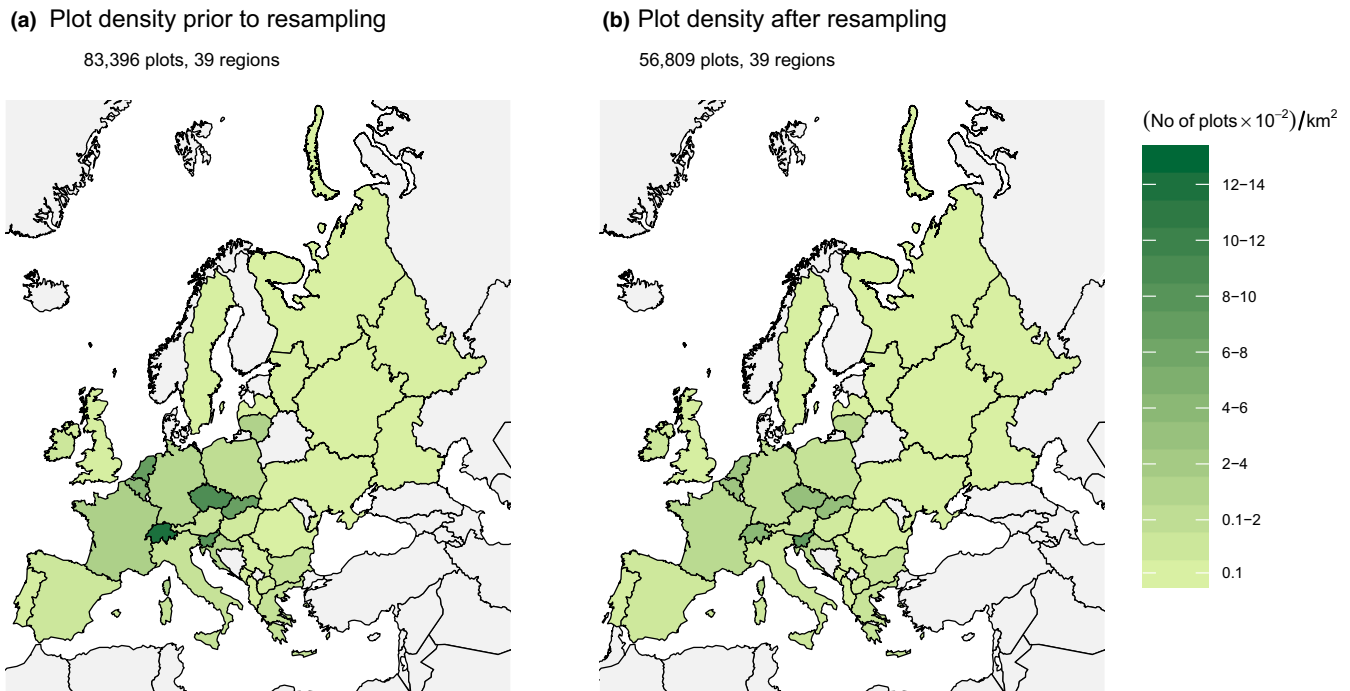 (a) Plot density prior to resampling
83,396 plots, 39 regions
(b) Plot density after resampling
56,809 plots, 39 regions
(No of plots × 10⁻²)/km²
12−14
10−12
8−10
6−8
4−6
2−4
0.1−2
0.1